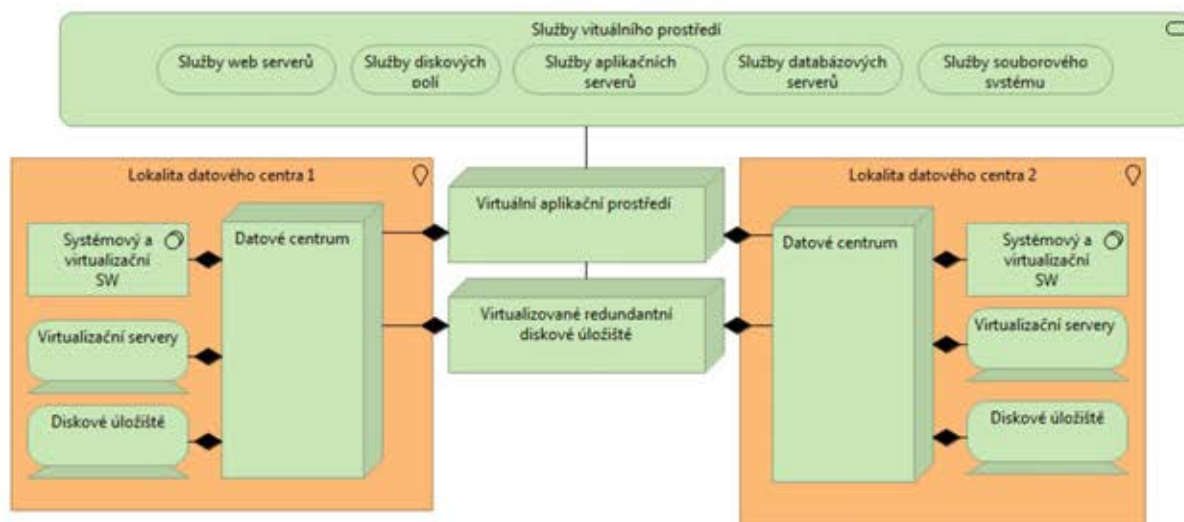 Služby vituálního prostředí
Služby web serverů
Služby diskových
polí
Služby aplikačních
serverů
Služby databázových
serverů
Služby souborového
systému
Lokalita datového centra 1
Systémový a
virtualizační
SW
Virtualizační servery
Diskové úložiště
Datové centrum
Virtuální aplikační prostředí
Virtualizované redundantní
diskové úložiště
Lokalita datového centra 2
Datové centrum
Systémový a
virtualizační
SW
Virtualizační servery
Diskové úložiště